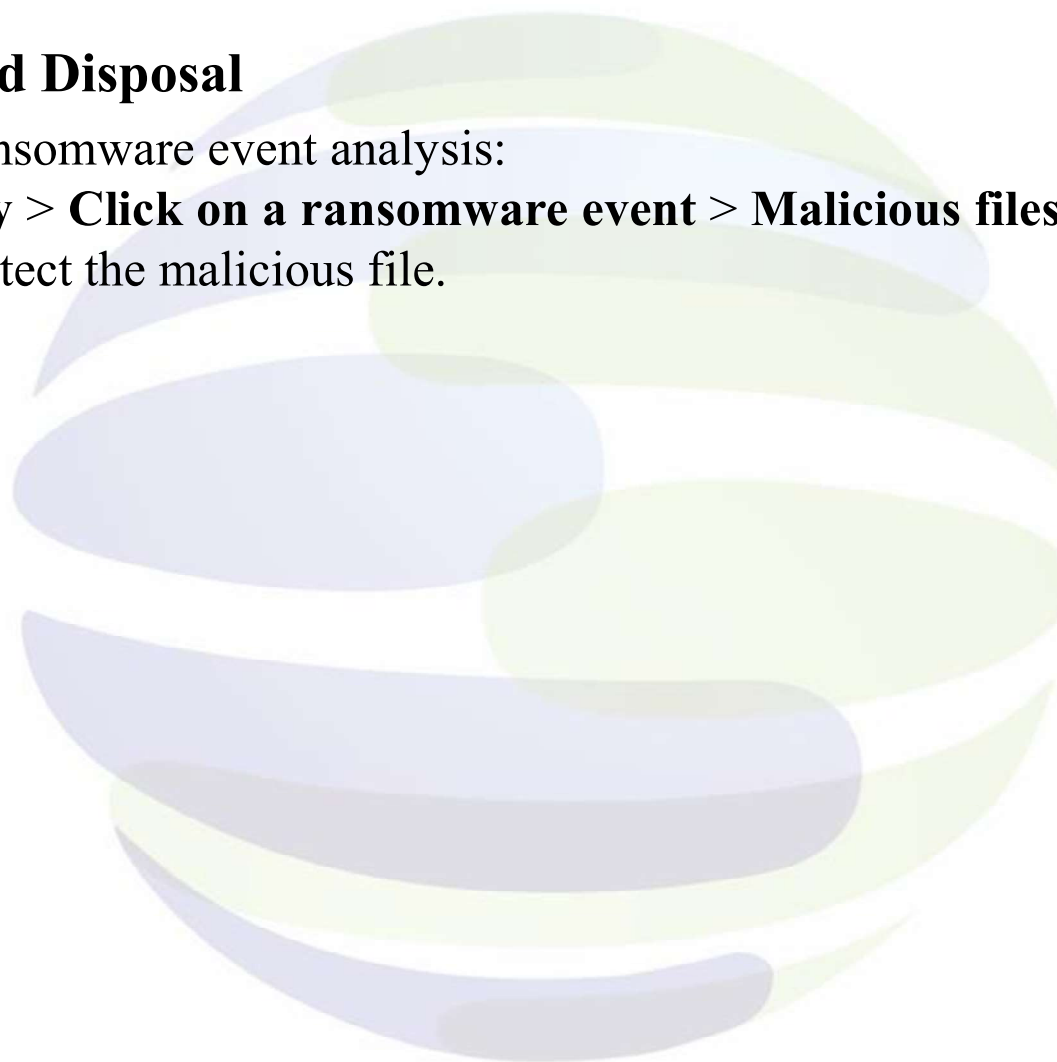 d Disposal
nsomware event analysis:
y > Click on a ransomware event > Malicious files
tect the malicious file.